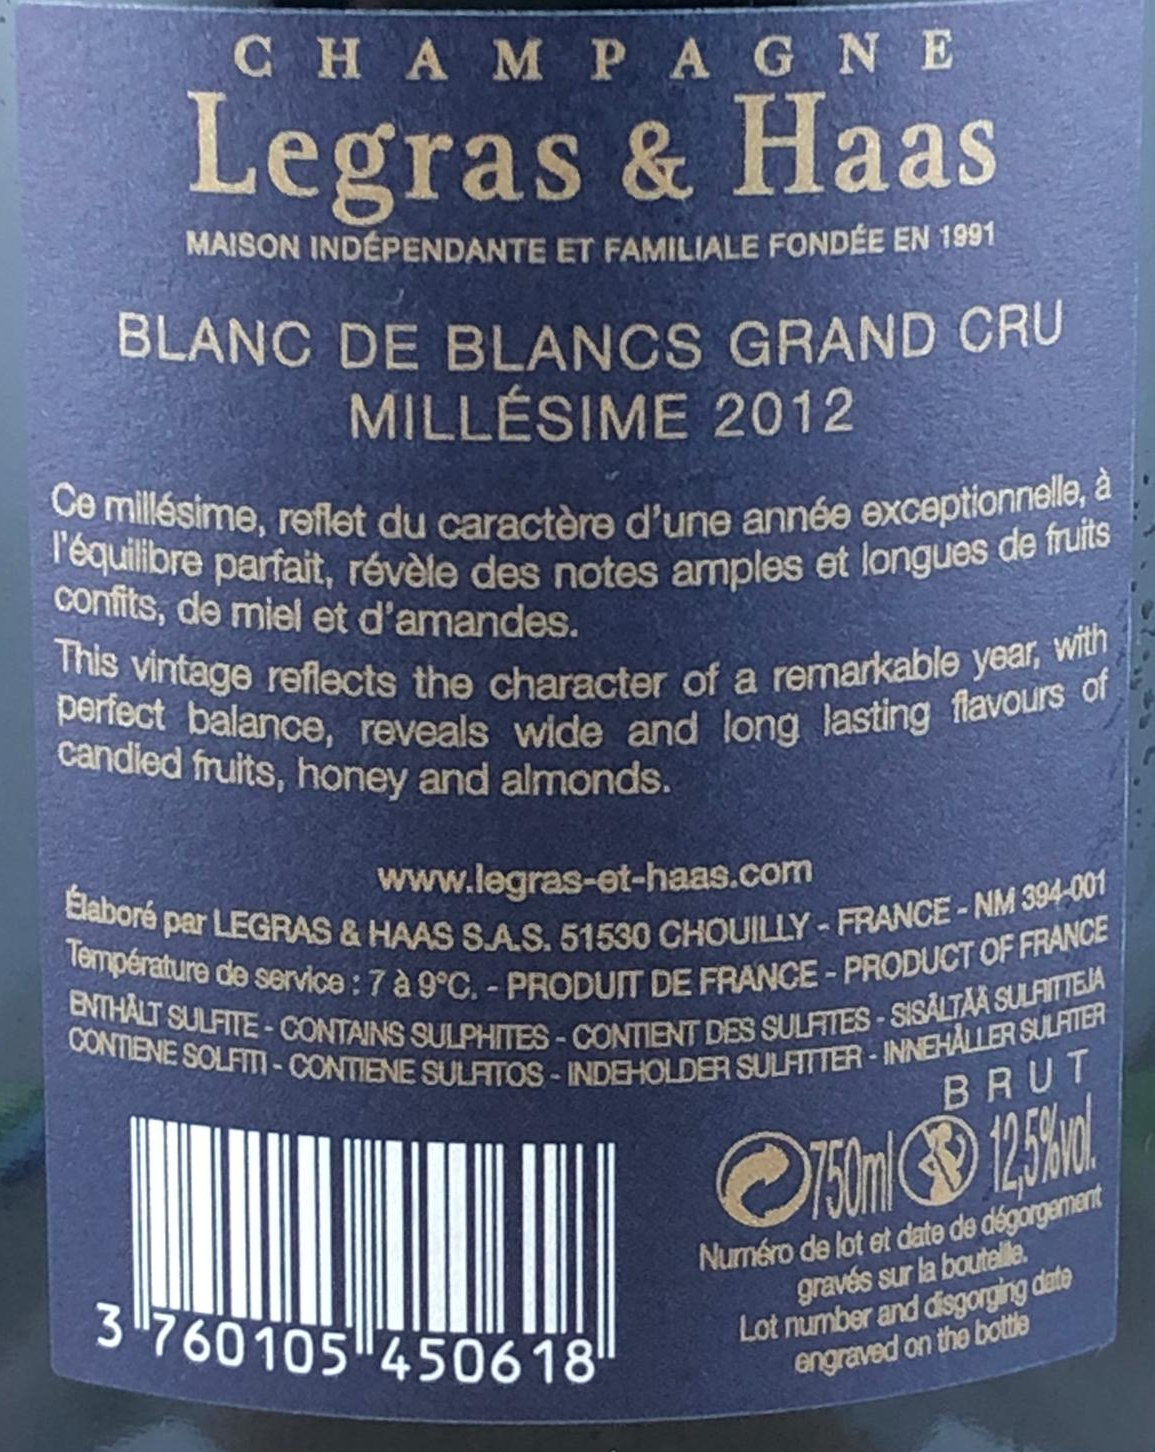 CHAMPAGNE
Legras & Haas
MAISON INDÉPENDANTE ET FAMILIALE FONDÉE EN 1991
BLANC DE BLANCS GRAND CRU
MILLÉSIME 2012
Ce millésime, reflet du caractère d'une année exceptionnelle, à
l'équilibre parfait, révèle des notes amples et longues de fruits
confits, de miel et d'amandes.
This vintage reflects the character of a remarkable year, with
perfect balance, reveals wide and long lasting flavours of
candied fruits, honey and almonds.
www.legras-et-haas.com
Élaboré par LEGRAS & HAAS S.A.S. 51530 CHOUILLY - FRANCE - NM 394-001
Température de service : 7 à 9°C. - PRODUIT DE FRANCE - PRODUCT OF FRANCE
ENTHÄLT SULFITE - CONTAINS SULPHITES - CONTIENT DES SULFITES - SISÄLTÄÄ SULFIITTEJA
CONTIENE SOLFITI - CONTIENE SULFITOS - INDEHOLDER SULFITTER - INNEHÅLLER SULFITER
BRUT
750ml 12,5%vol.
Numéro de lot et date de dégorgement
gravés sur la bouteille.
Lot number and disgorging date
engraved on the bottle
3 760105 450618